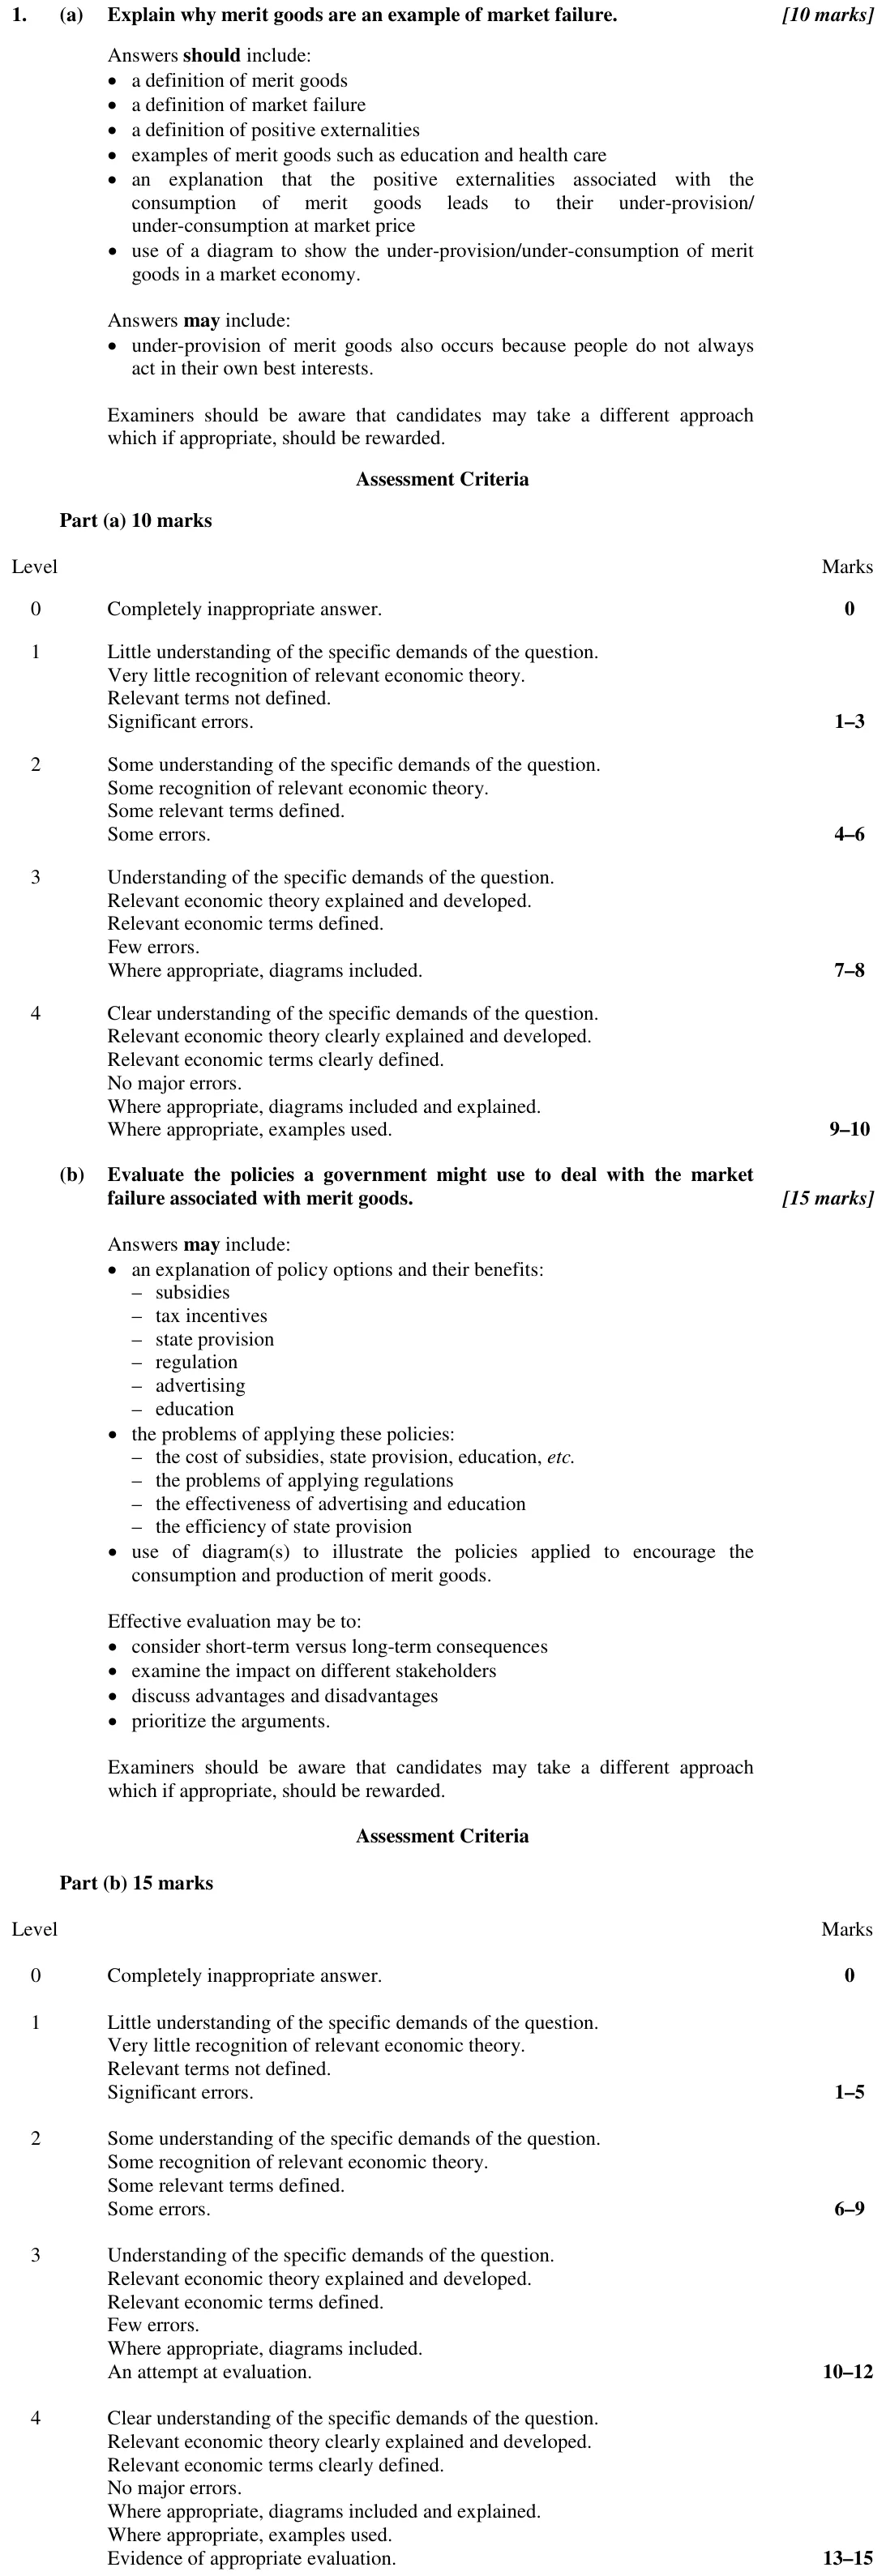 1. (a) Explain why merit goods are an example of market failure. [10 marks]
Answers should include:
• a definition of merit goods
• a definition of market failure
• a definition of positive externalities
• examples of merit goods such as education and health care
• an explanation that the positive externalities associated with the
consumption of merit goods leads to their under-provision/
under-consumption at market price
• use of a diagram to show the under-provision/under-consumption of merit
goods in a market economy.
Answers may include:
• under-provision of merit goods also occurs because people do not always
act in their own best interests.
Examiners should be aware that candidates may take a different approach
which if appropriate, should be rewarded.
Assessment Criteria
Part (a) 10 marks
Level Marks
0 Completely inappropriate answer. 0
1 Little understanding of the specific demands of the question.
Very little recognition of relevant economic theory.
Relevant terms not defined.
Significant errors. 1–3
2 Some understanding of the specific demands of the question.
Some recognition of relevant economic theory.
Some relevant terms defined.
Some errors. 4–6
3 Understanding of the specific demands of the question.
Relevant economic theory explained and developed.
Relevant economic terms defined.
Few errors.
Where appropriate, diagrams included. 7–8
4 Clear understanding of the specific demands of the question.
Relevant economic theory clearly explained and developed.
Relevant economic terms clearly defined.
No major errors.
Where appropriate, diagrams included and explained.
Where appropriate, examples used. 9–10
(b) Evaluate the policies a government might use to deal with the market
failure associated with merit goods. [15 marks]
Answers may include:
• an explanation of policy options and their benefits:
– subsidies
– tax incentives
– state provision
– regulation
– advertising
– education
• the problems of applying these policies:
– the cost of subsidies, state provision, education, etc.
– the problems of applying regulations
– the effectiveness of advertising and education
– the efficiency of state provision
• use of diagram(s) to illustrate the policies applied to encourage the
consumption and production of merit goods.
Effective evaluation may be to:
• consider short-term versus long-term consequences
• examine the impact on different stakeholders
• discuss advantages and disadvantages
• prioritize the arguments.
Examiners should be aware that candidates may take a different approach
which if appropriate, should be rewarded.
Assessment Criteria
Part (b) 15 marks
Level Marks
0 Completely inappropriate answer. 0
1 Little understanding of the specific demands of the question.
Very little recognition of relevant economic theory.
Relevant terms not defined.
Significant errors. 1–5
2 Some understanding of the specific demands of the question.
Some recognition of relevant economic theory.
Some relevant terms defined.
Some errors. 6–9
3 Understanding of the specific demands of the question.
Relevant economic theory explained and developed.
Relevant economic terms defined.
Few errors.
Where appropriate, diagrams included.
An attempt at evaluation. 10–12
4 Clear understanding of the specific demands of the question.
Relevant economic theory clearly explained and developed.
Relevant economic terms clearly defined.
No major errors.
Where appropriate, diagrams included and explained.
Where appropriate, examples used.
Evidence of appropriate evaluation. 13–15